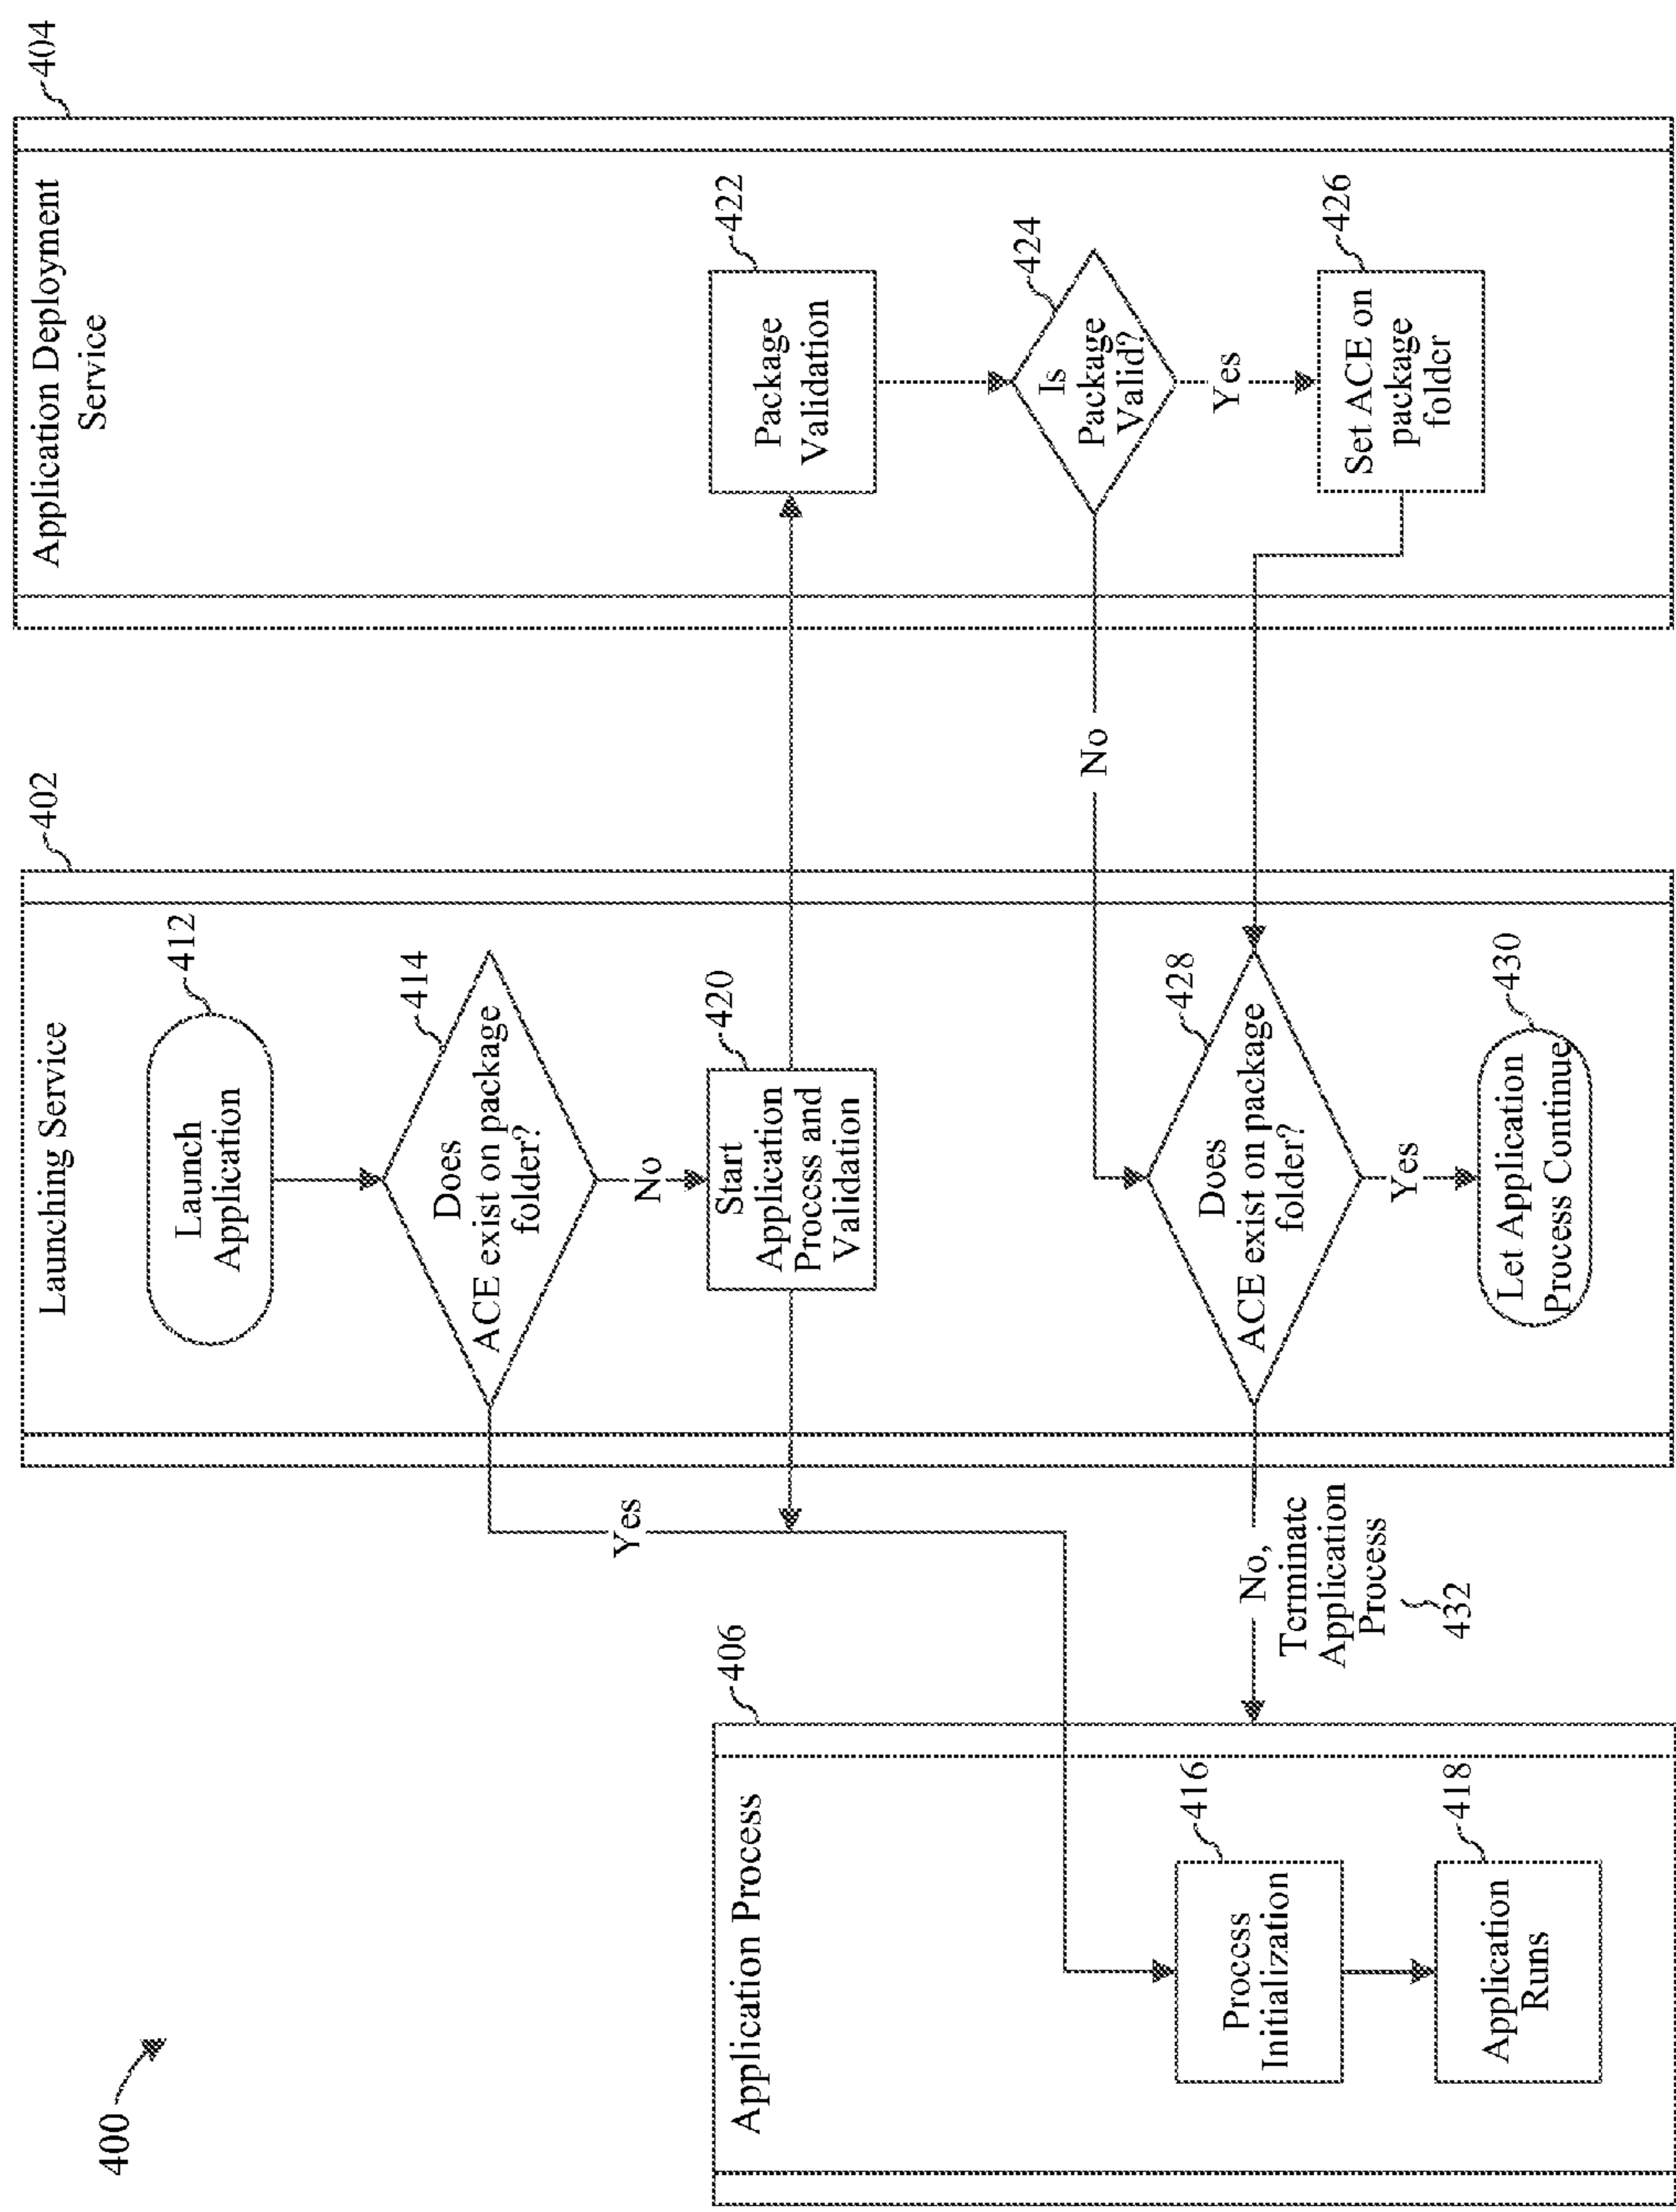 400
Application Process
406
Process
Initialization
416
Application
Runs
418
Launching Service
402
Launch
Application
412
Does
ACE exist on package
folder?
414
Yes
No
Start
Application
Process and
Validation
420
Does
ACE exist on package
folder?
428
No,
Terminate
Application
Process
432
Yes
Let Application
Process Continue
430
Application Deployment
Service
404
Package
Validation
422
Is
Package
Valid?
424
No
Yes
Set ACE on
package
folder
426